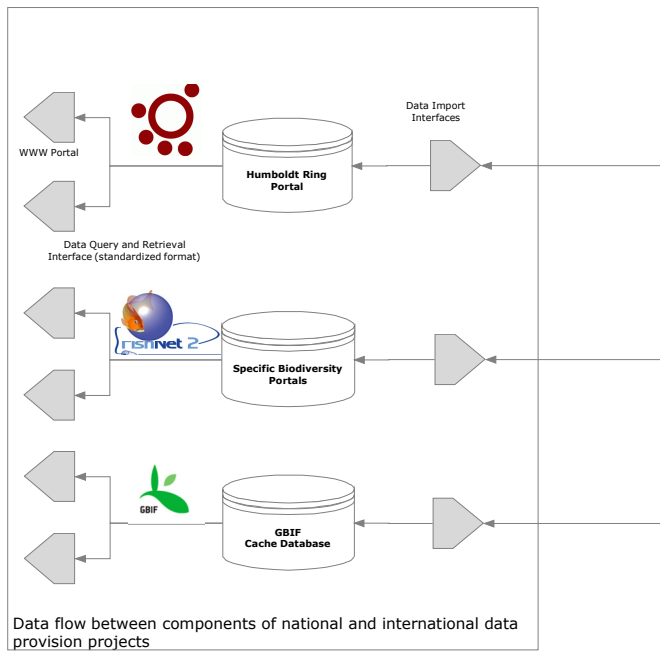 Data Import
Interfaces
WWW Portal
Humboldt Ring
Portal
Data Query and Retrieval
Interface (standardized format)
FishNet 2
Specific Biodiversity
Portals
GBIF
GBIF
Cache Database
Data flow between components of national and international data
provision projects